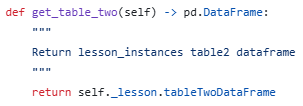 def get_table_two(self) -> pd.DataFrame:
    """
    Return lesson_instances table2 dataframe
    """
    return self._lesson.tableTwoDataFrame